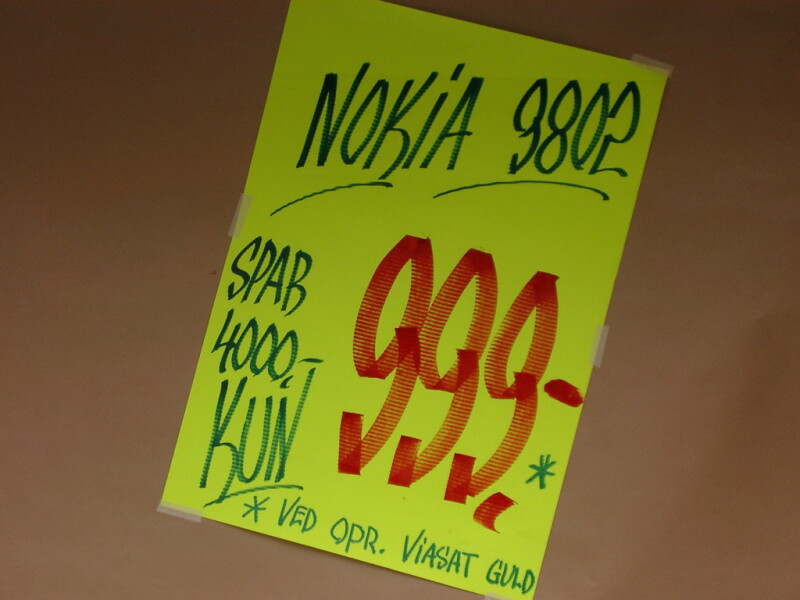 NOKIA 9802
SPAR
4000,-
KUN
999,-*
* VED OPR. VIASAT GULD